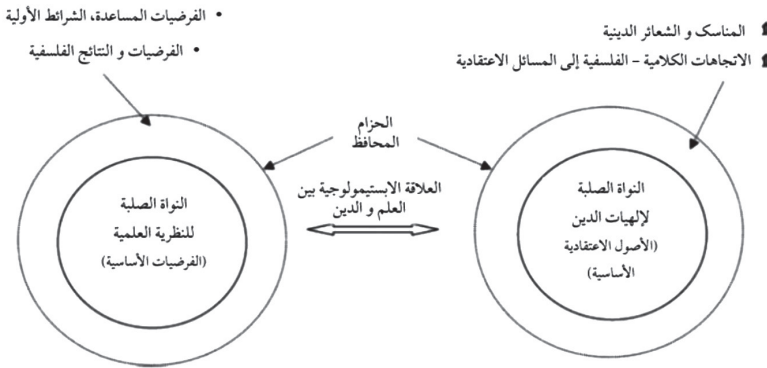 المناسك و الشعائر الدينية
الاتجاهات الكلامية – الفلسفية إلى المسائل الاعتقادية
• الفرضيات المساعدة، الشرائط الأولية
• الفرضيات و النتائج الفلسفية
الحزام
المحافظ
النواة الصلبة
لإلهيات الدين
(الأصول الاعتقادية
الأساسية)
العلاقة الابستيمولوجية بين
العلم و الدين
النواة الصلبة
للنظرية العلمية
(الفرضيات الأساسية)